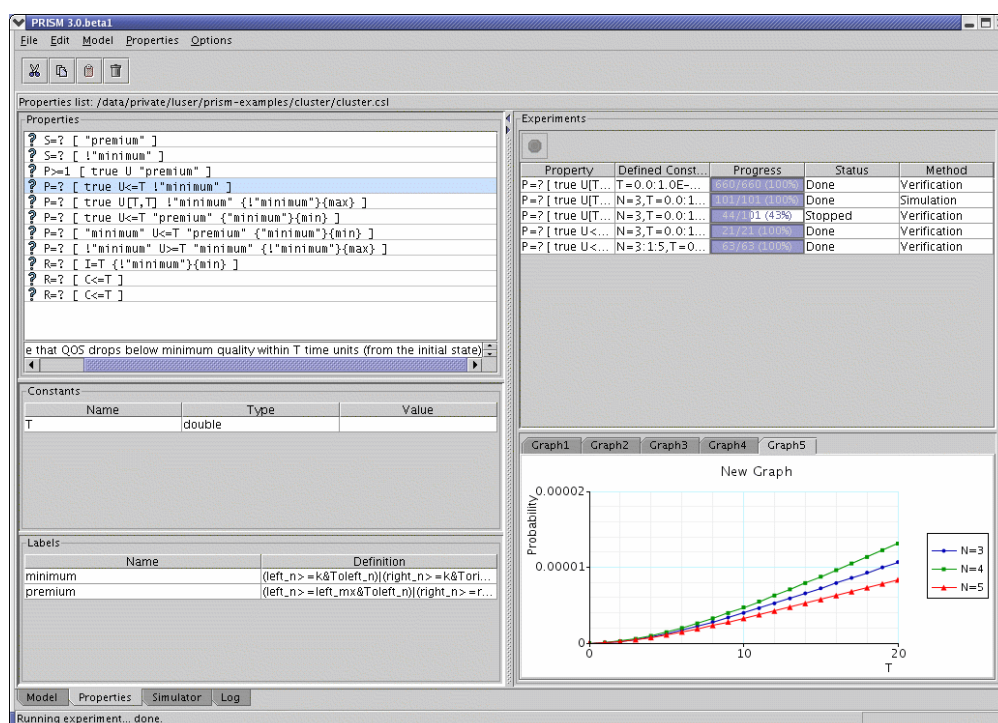 PRISM 3.0.beta1
File Edit Model Properties Options
Properties list: /data/private/luser/prism-examples/cluster/cluster.csl
Properties
? S=? [ "premium" ]
? S=? [ !"minimum" ]
? P>=1 [ true U "premium" ]
? P=? [ true U<=T !"minimum" ]
? P=? [ true U[T,T] !"minimum" {!"minimum"}{max} ]
? P=? [ true U<=T "premium" {"minimum"}{min} ]
? P=? [ "minimum" U<=T "premium" {"minimum"}{min} ]
? P=? [ !"minimum" U>=T "minimum" {!"minimum"}{max} ]
? R=? [ I=T {!"minimum"}{min} ]
? R=? [ C<=T ]
? R=? [ C<=T ]
e that QOS drops below minimum quality within T time units (from the initial state)
Constants
Name Type Value
T double
Labels
Name Definition
minimum (left_n>=k&Toleft_n)|(right_n>=k&Tori...
premium (left_n>=left_mx&Toleft_n)|(right_n>=r...
Experiments
Property Defined Const... Progress Status Method
P=? [ true U[T... T=0.0:1.0E-... 660/660 (100%) Done Verification
P=? [ true U[T... N=3,T=0.0:1... 101/101 (100%) Done Simulation
P=? [ true U[T... N=3,T=0.0:1... 44/101 (43%) Stopped Verification
P=? [ true U<... N=3,T=0.0:1... 21/21 (100%) Done Verification
P=? [ true U<... N=3:1:5,T=0... 63/63 (100%) Done Verification
Graph1 Graph2 Graph3 Graph4 Graph5
New Graph
Probability
0.00002
0.00001
0
0 10 20
T
N=3
N=4
N=5
Model Properties Simulator Log
Running experiment... done.